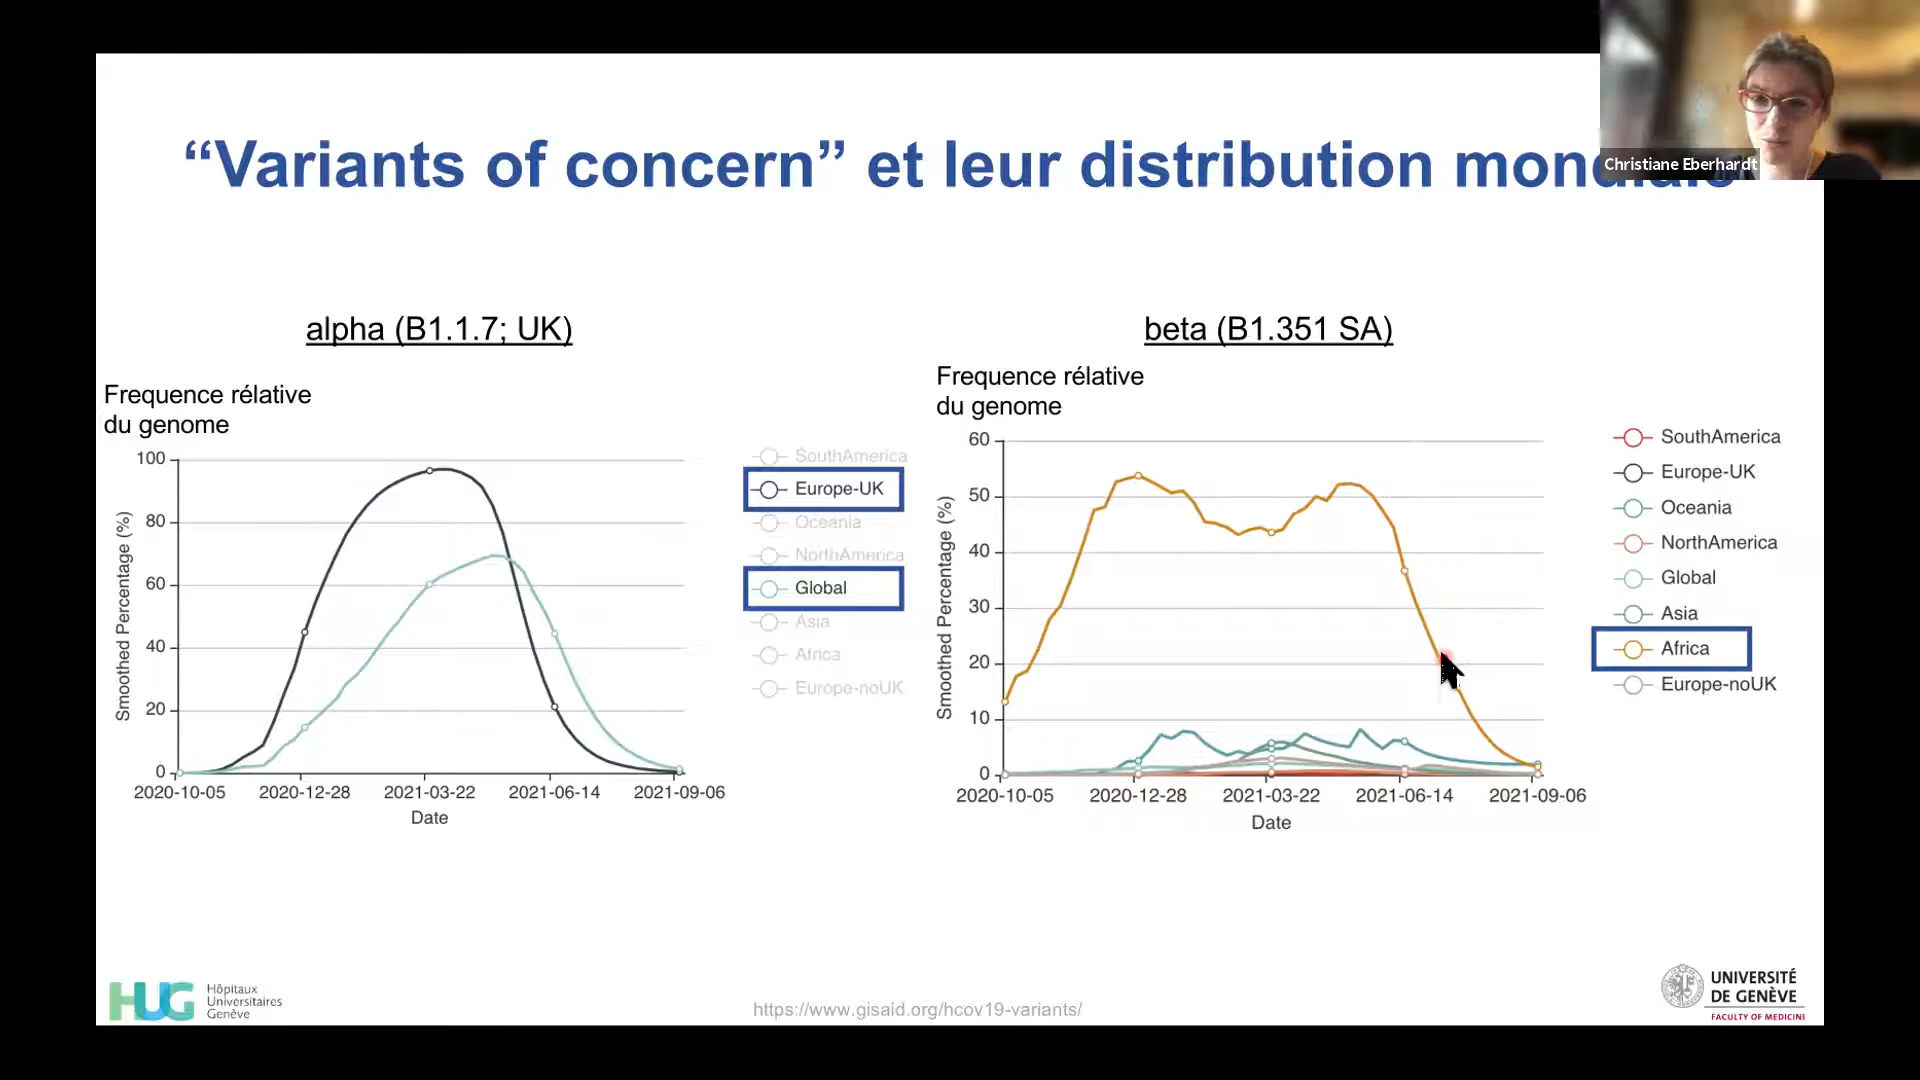 Christiane Eberhardt
“Variants of concern” et leur distribution
alpha (B1.1.7; UK)
Frequence rélative
du genome
100
80
60
40
20
0
Smoothed Percentage (%)
2020-10-05 2020-12-28 2021-03-22 2021-06-14 2021-09-06
Date
SouthAmerica
Europe-UK
Oceania
NorthAmerica
Global
Asia
Africa
Europe-noUK
beta (B1.351 SA)
Frequence rélative
du genome
60
50
40
30
20
10
0
Smoothed Percentage (%)
2020-10-05 2020-12-28 2021-03-22 2021-06-14 2021-09-06
Date
SouthAmerica
Europe-UK
Oceania
NorthAmerica
Global
Asia
Africa
Europe-noUK
HUG
Hôpitaux
Universitaires
Genève
https://www.gisaid.org/hcov19-variants/
UNIVERSITÉ
DE GENÈVE
FACULTY OF MEDICINE